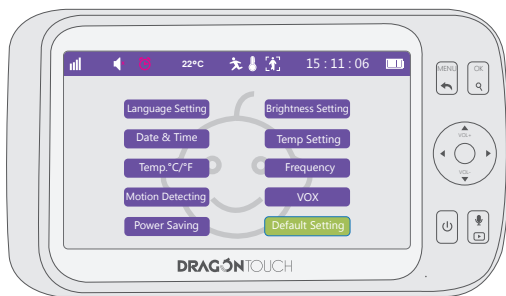 22°C 15 : 11 : 06
MENU OK
Language Setting Brightness Setting
Date & Time Temp Setting
Temp.°C/°F Frequency
Motion Detecting VOX
Power Saving Default Setting
VOL+
VOL-
DRAGONTOUCH